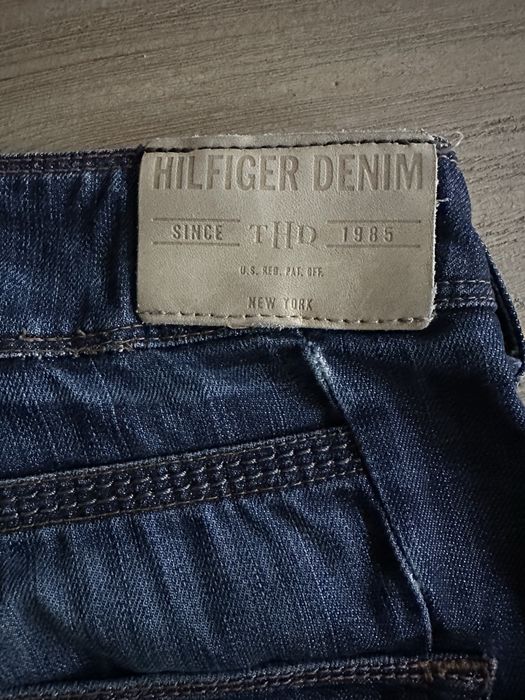 HILFIGER DENIM
SINCE THD 1985
U.S. REG. PAT. OFF.
NEW YORK